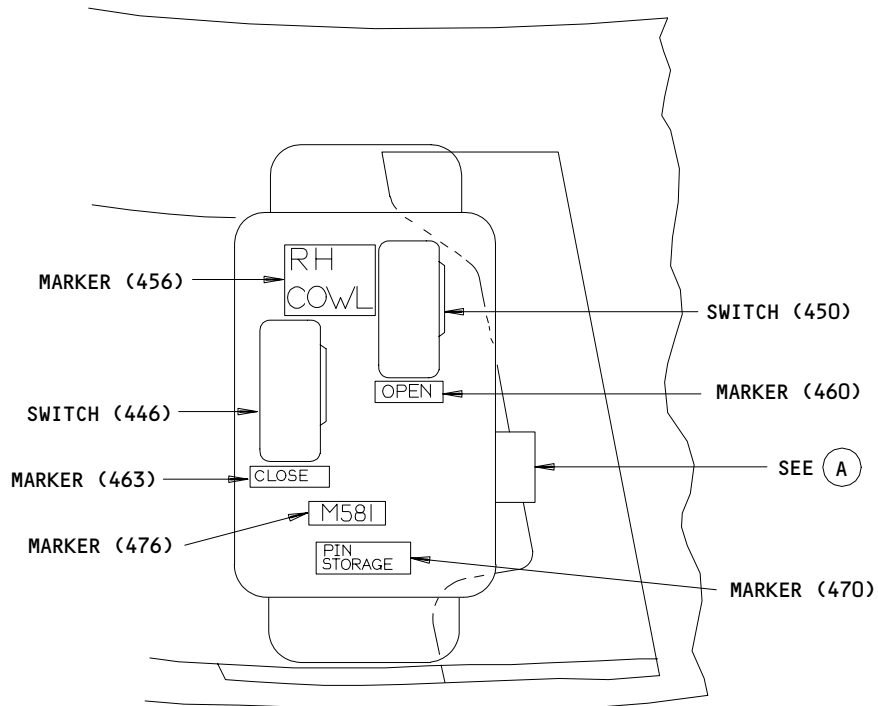 RH
COWL
MARKER (456)
SWITCH (450)
OPEN
MARKER (460)
SWITCH (446)
CLOSE
MARKER (463)
SEE A
M581
MARKER (476)
PIN
STORAGE
MARKER (470)